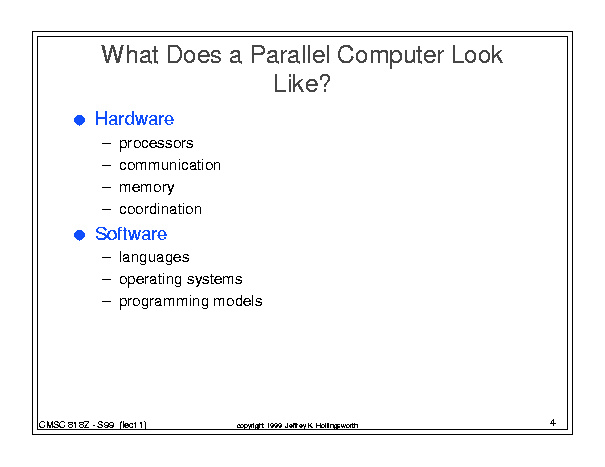 What Does a Parallel Computer Look
Like?
● Hardware
– processors
– communication
– memory
– coordination
● Software
– languages
– operating systems
– programming models
CMSC 818Z - S99 (lect 1)
copyright 1999 Jeffrey K. Hollingsworth
4